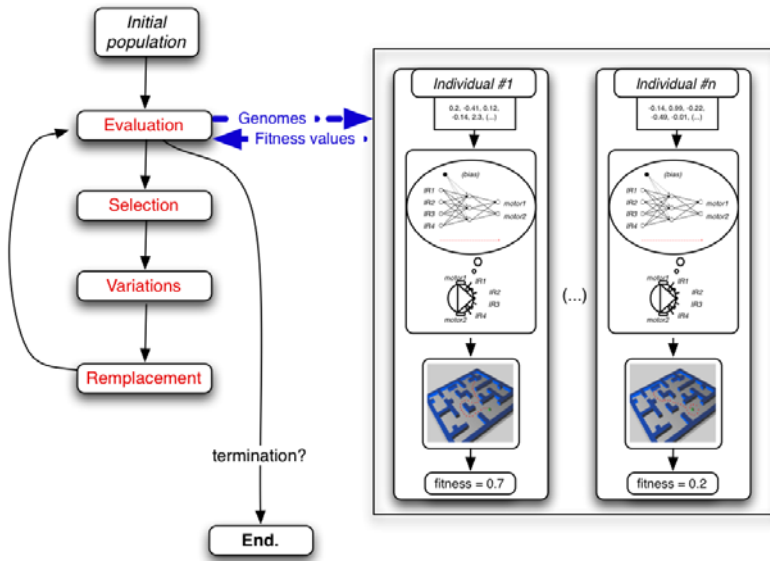 Initial
population
Evaluation
Selection
Variations
Remplacement
termination?
End.
Genomes
Fitness values
Individual #1
0.2, -0.41, 0.12,
-0.14, 2.3, (...)
(bias)
IR1
IR2
IR3
IR4
motor1
motor2
motor1
IR1
IR2
IR3
IR4
motor2
fitness = 0.7
(...)
Individual #n
-0.14, 0.99, -0.22,
-0.49, -0.01, (...)
(bias)
IR1
IR2
IR3
IR4
motor1
motor2
motor1
IR1
IR2
IR3
IR4
motor2
fitness = 0.2